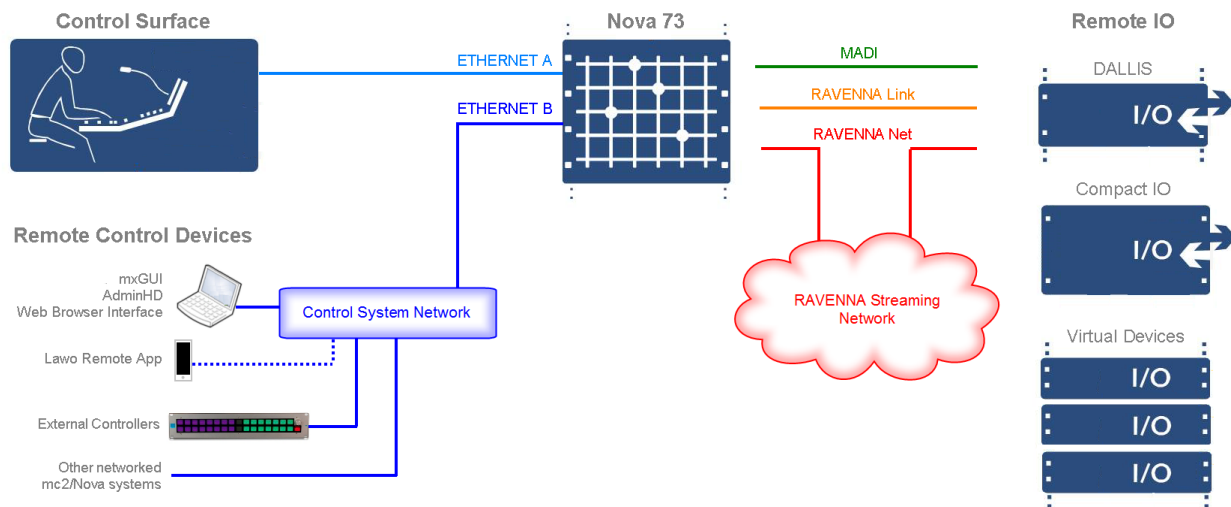 Control Surface
Nova 73
Remote IO
ETHERNET A
ETHERNET B
MADI
RAVENNA Link
RAVENNA Net
DALLIS
I/O
Compact IO
I/O
Remote Control Devices
mxGUI
AdminHD
Web Browser Interface
Lawo Remote App
External Controllers
Other networked
mc2/Nova systems
Control System Network
RAVENNA Streaming
Network
Virtual Devices
I/O
I/O
I/O